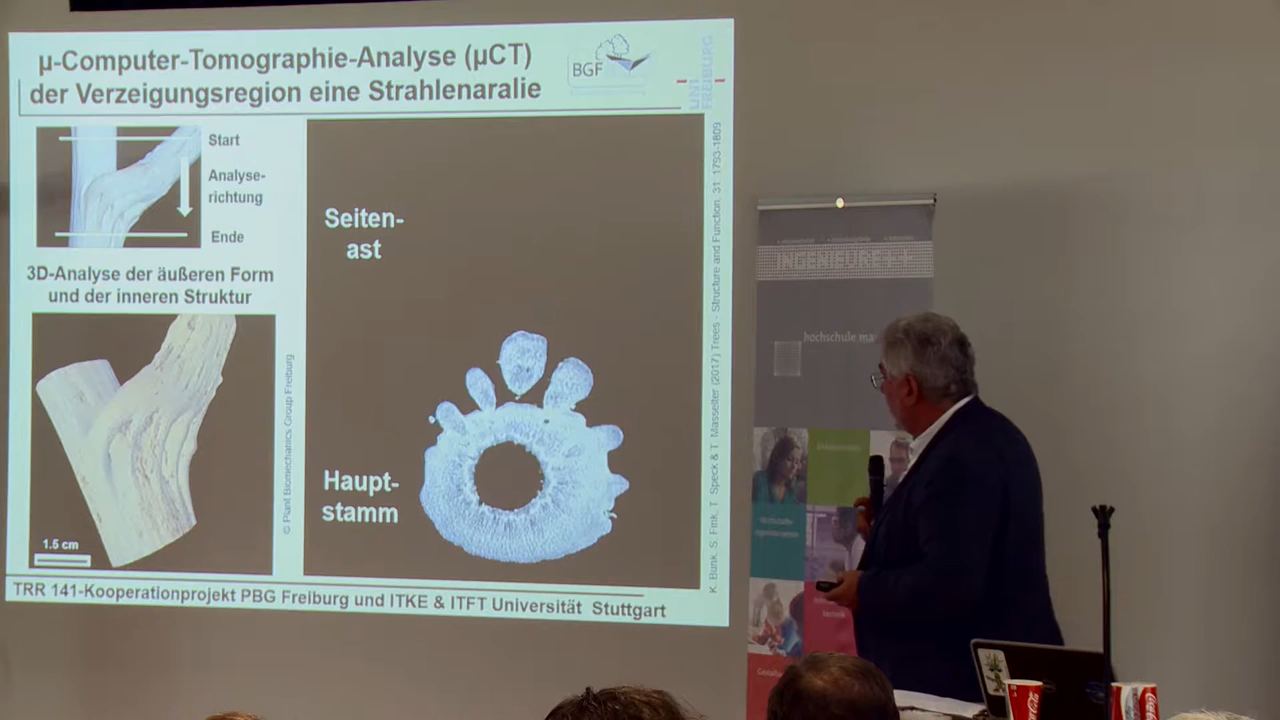 µ-Computer-Tomographie-Analyse (µCT)
der Verzeigungsregion eine Strahlenaralie
BGF
UNI
FREIBURG
Start
Analyse-
richtung
Ende
3D-Analyse der äußeren Form
und der inneren Struktur
1.5 cm
© Plant Biomechanics Group Freiburg
Seiten-
ast
Haupt-
stamm
K. Bunk, S. Fink, T. Speck & T. Masselter (2017) Trees - Structure and Function, 31: 1793-1809
TRR 141-Kooperationprojekt PBG Freiburg und ITKE & ITFT Universität Stuttgart
hochschule ma